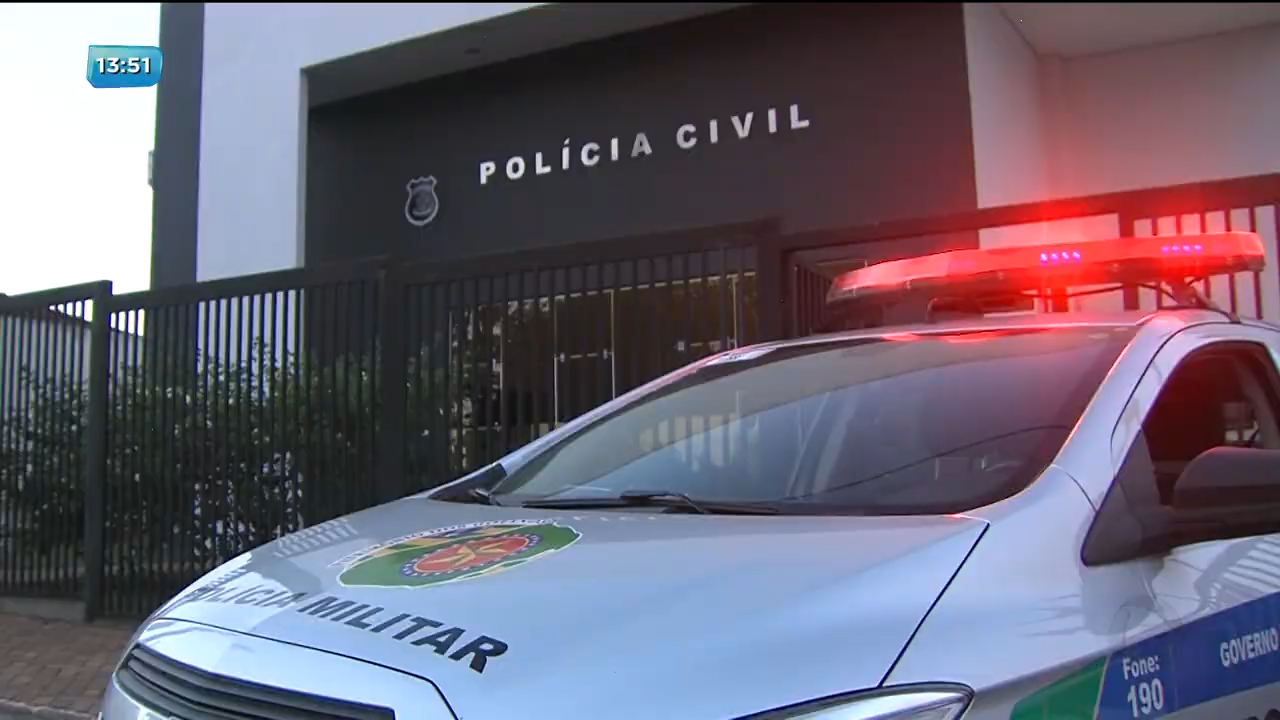 13:51
POLÍCIA CIVIL
POLÍCIA MILITAR
Fone:
190
GOVERNO